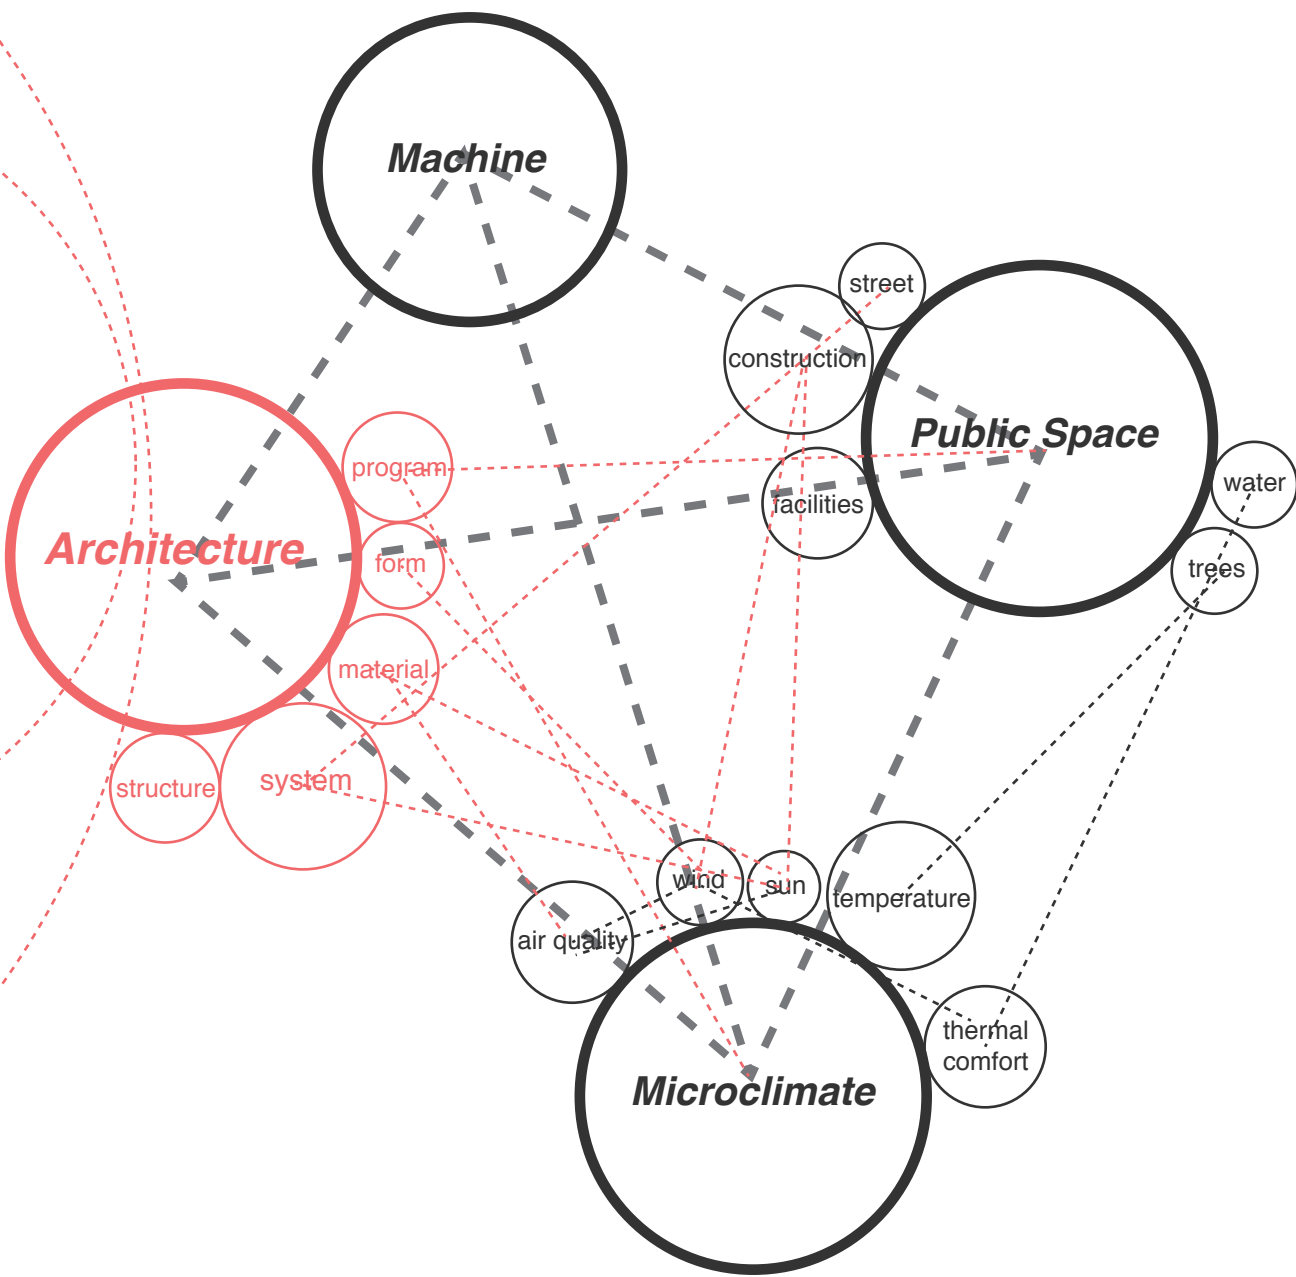 Machine
street
construction
Public Space
program
water
facilities
Architecture
form
trees
material
system
structure
wind
sun
temperature
air quality
thermal
comfort
Microclimate